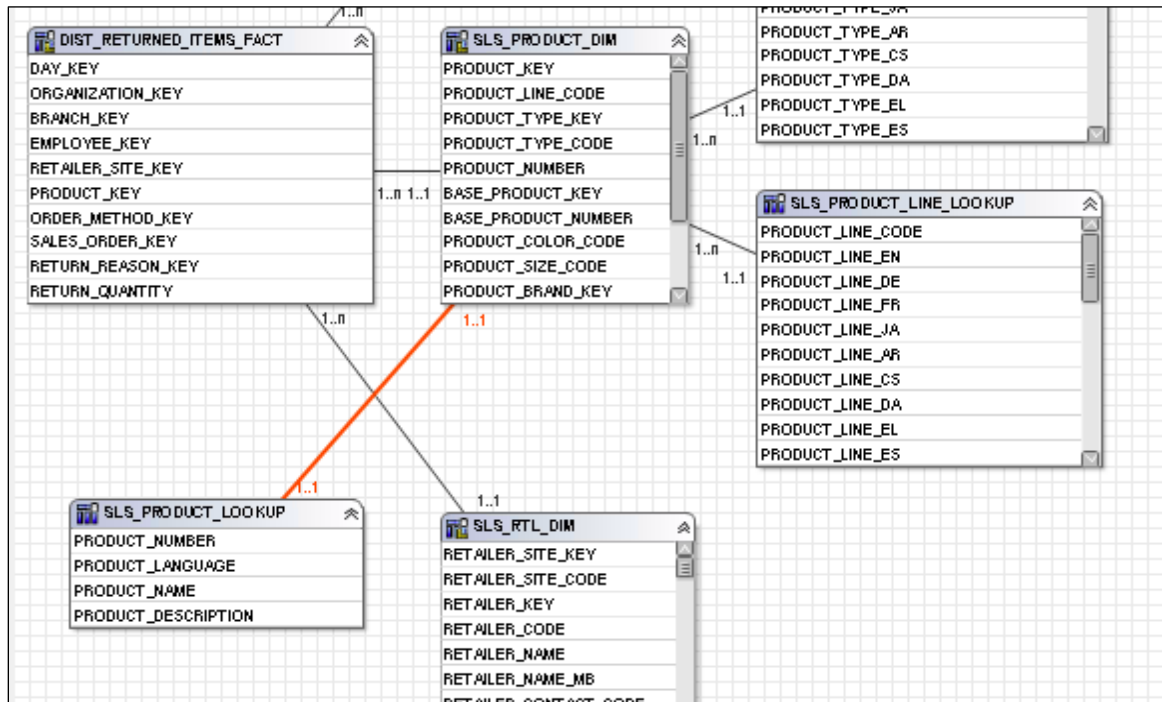 1..n
DIST_RETURNED_ITEMS_FACT
DAY_KEY
ORGANIZATION_KEY
BRANCH_KEY
EMPLOYEE_KEY
RETAILER_SITE_KEY
PRODUCT_KEY
ORDER_METHOD_KEY
SALES_ORDER_KEY
RETURN_REASON_KEY
RETURN_QUANTITY
1..n 1..1
SLS_PRODUCT_DIM
PRODUCT_KEY
PRODUCT_LINE_CODE
PRODUCT_TYPE_KEY
PRODUCT_TYPE_CODE
PRODUCT_NUMBER
BASE_PRODUCT_KEY
BASE_PRODUCT_NUMBER
PRODUCT_COLOR_CODE
PRODUCT_SIZE_CODE
PRODUCT_BRAND_KEY
1..1
1..n
PRODUCT_TYPE_JA
PRODUCT_TYPE_AR
PRODUCT_TYPE_CS
PRODUCT_TYPE_DA
PRODUCT_TYPE_EL
PRODUCT_TYPE_ES
1..n
1..1
SLS_PRODUCT_LINE_LOOKUP
PRODUCT_LINE_CODE
PRODUCT_LINE_EN
PRODUCT_LINE_DE
PRODUCT_LINE_FR
PRODUCT_LINE_JA
PRODUCT_LINE_AR
PRODUCT_LINE_CS
PRODUCT_LINE_DA
PRODUCT_LINE_EL
PRODUCT_LINE_ES
1..n
1..1
1..1
1..1
SLS_PRODUCT_LOOKUP
PRODUCT_NUMBER
PRODUCT_LANGUAGE
PRODUCT_NAME
PRODUCT_DESCRIPTION
SLS_RTL_DIM
RETAILER_SITE_KEY
RETAILER_SITE_CODE
RETAILER_KEY
RETAILER_CODE
RETAILER_NAME
RETAILER_NAME_MB
RETAILER_CONTACT_CODE